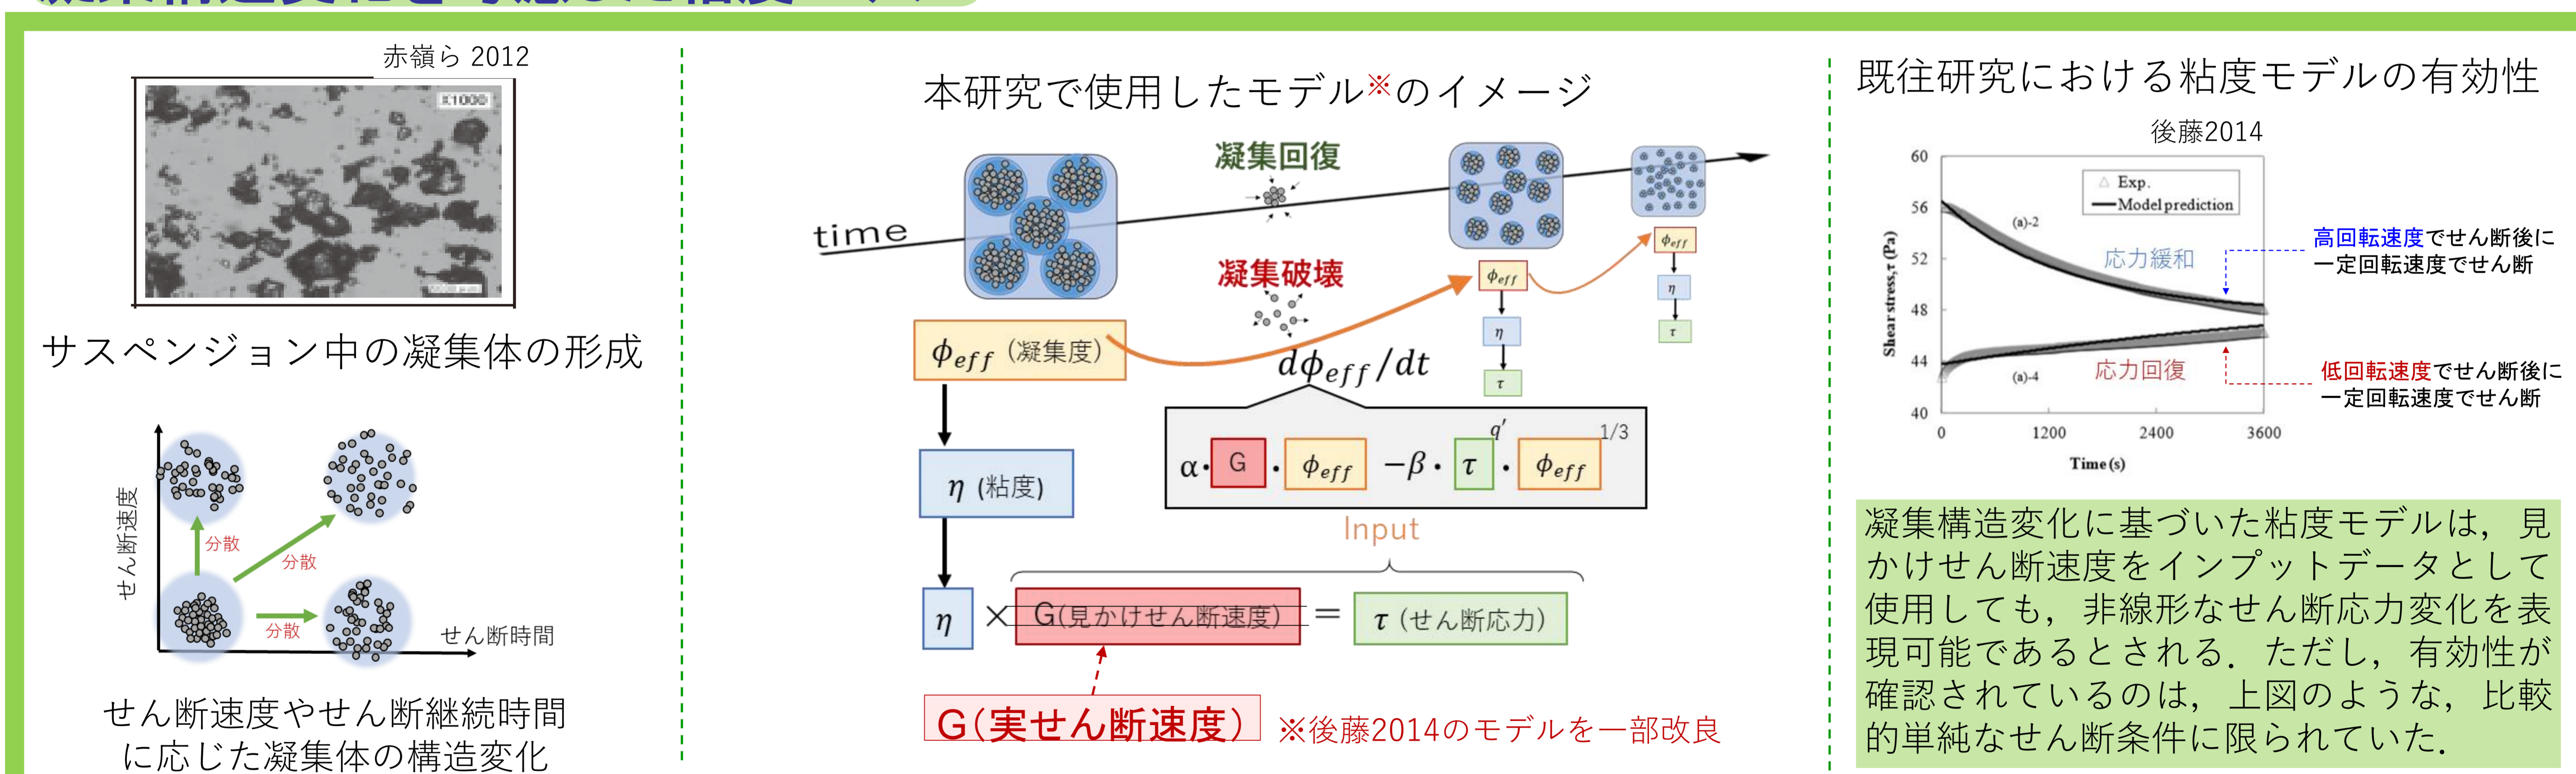 赤嶺ら 2012
X1000
サスペンジョン中の凝集体の形成
せん断速度
分散
分散
分散
せん断時間
せん断速度やせん断継続時間
に応じた凝集体の構造変化
本研究で使用したモデル※のイメージ
time
凝集回復
凝集破壊
ϕeff (凝集度)
dϕeff/dt
α· G · ϕeff −β · τ^q′ · ϕeff^1/3
Input
η (粘度)
η × G(見かけせん断速度) = τ (せん断応力)
G(実せん断速度)
※後藤2014のモデルを一部改良
ϕeff
η
τ
ϕeff
η
τ
既往研究における粘度モデルの有効性
後藤2014
Shear stress,τ (Pa)
60
56
52
48
44
40
0 1200 2400 3600
Time (s)
△ Exp.
Model prediction
(a)-2
応力緩和
(a)-4
応力回復
高回転速度でせん断後に
一定回転速度でせん断
低回転速度でせん断後に
一定回転速度でせん断
凝集構造変化に基づいた粘度モデルは，見
かけせん断速度をインプットデータとして
使用しても，非線形なせん断応力変化を表
現可能であるとされる．ただし，有効性が
確認されているのは，上図のような，比較
的単純なせん断条件に限られていた．